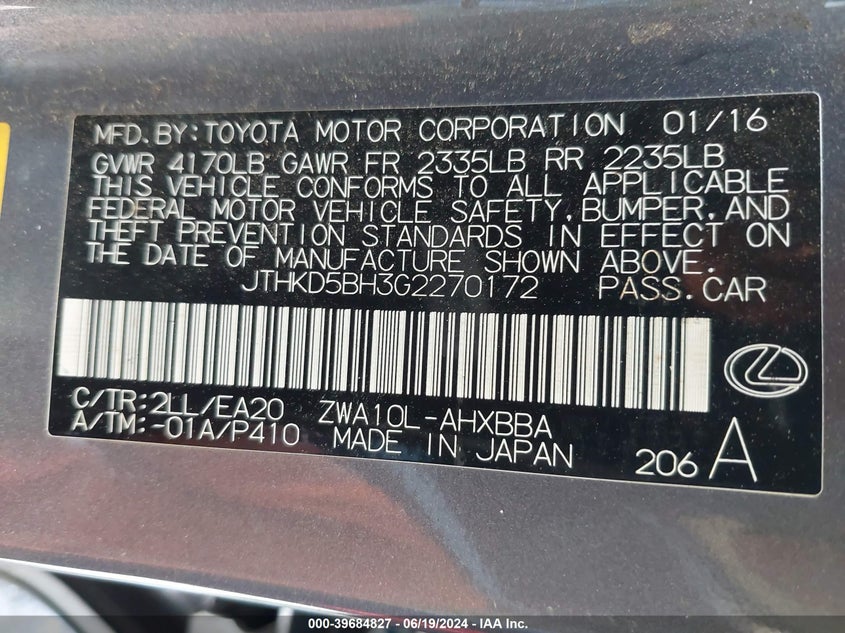 MFD.BY:TOYOTA MOTOR CORPORATION 01/16
GVWR 4170LB GAWR FR 2335LB RR 2235LB
THIS VEHICLE CONFORMS TO ALL APPLICABLE
FEDERAL MOTOR VEHICLE SAFETY,BUMPER,AND
THEFT PREVENTION STANDARDS IN EFFECT ON
THE DATE OF MANUFACTURE SHOWN ABOVE.
JTHKD5BH3G2270172 PASS.CAR
C/TR:2LL/EA20 ZWA10L-AHXBBA
A/TM:-01A/P410 MADE IN JAPAN
206 A
000-39684827 - 06/19/2024 - IAA Inc.